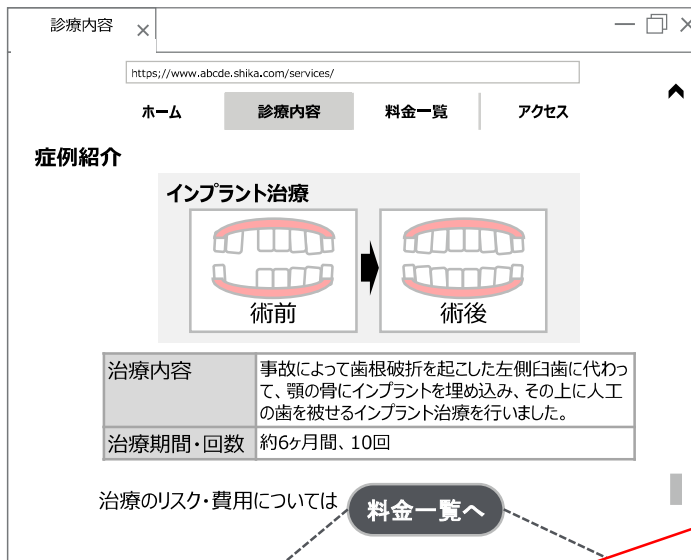 診療内容
https;//www.abcde.shika.com/services/
ホーム 診療内容 料金一覧 アクセス
症例紹介
インプラント治療
術前 術後
治療内容 事故によって歯根破折を起こした左側臼歯に代わっ
て、顎の骨にインプラントを埋め込み、その上に人工
の歯を被せるインプラント治療を行いました。
治療期間・回数 約6ヶ月間、10回
治療のリスク・費用については 料金一覧へ